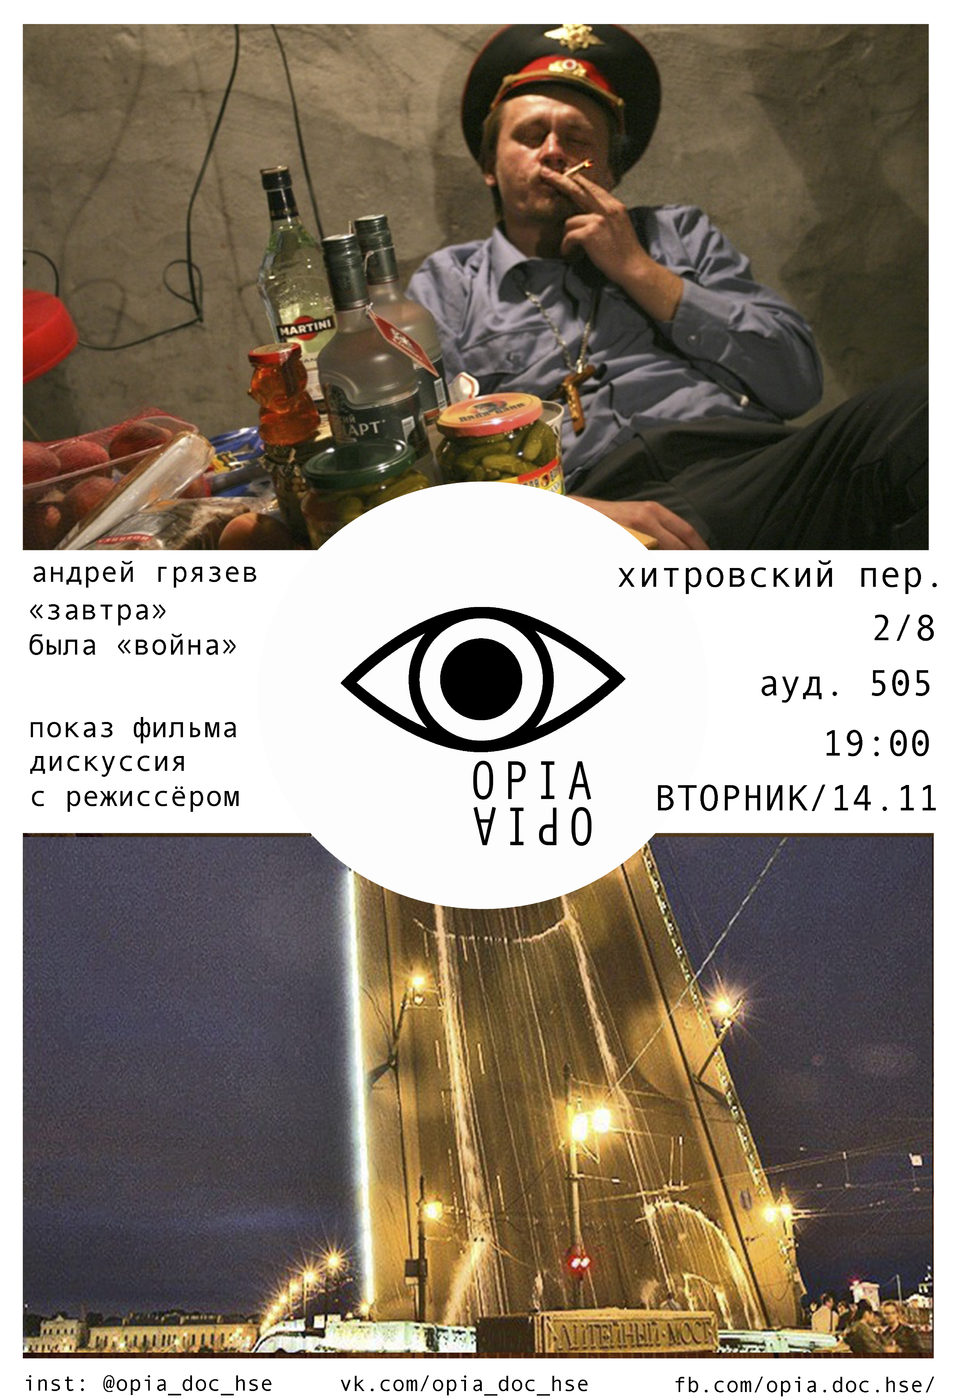 MARTINI
АРТ
андрей грязев
«завтра»
была «война»
показ фильма
дискуссия
с режиссёром
хитровский пер.
2/8
ауд. 505
19:00
ВТОРНИК/14.11
OPIA
OPIA
ЛИТЕЙНЫЙ МОСТ
inst: @opia_doc_hse
vk.com/opia_doc_hse
fb.com/opia.doc.hse/